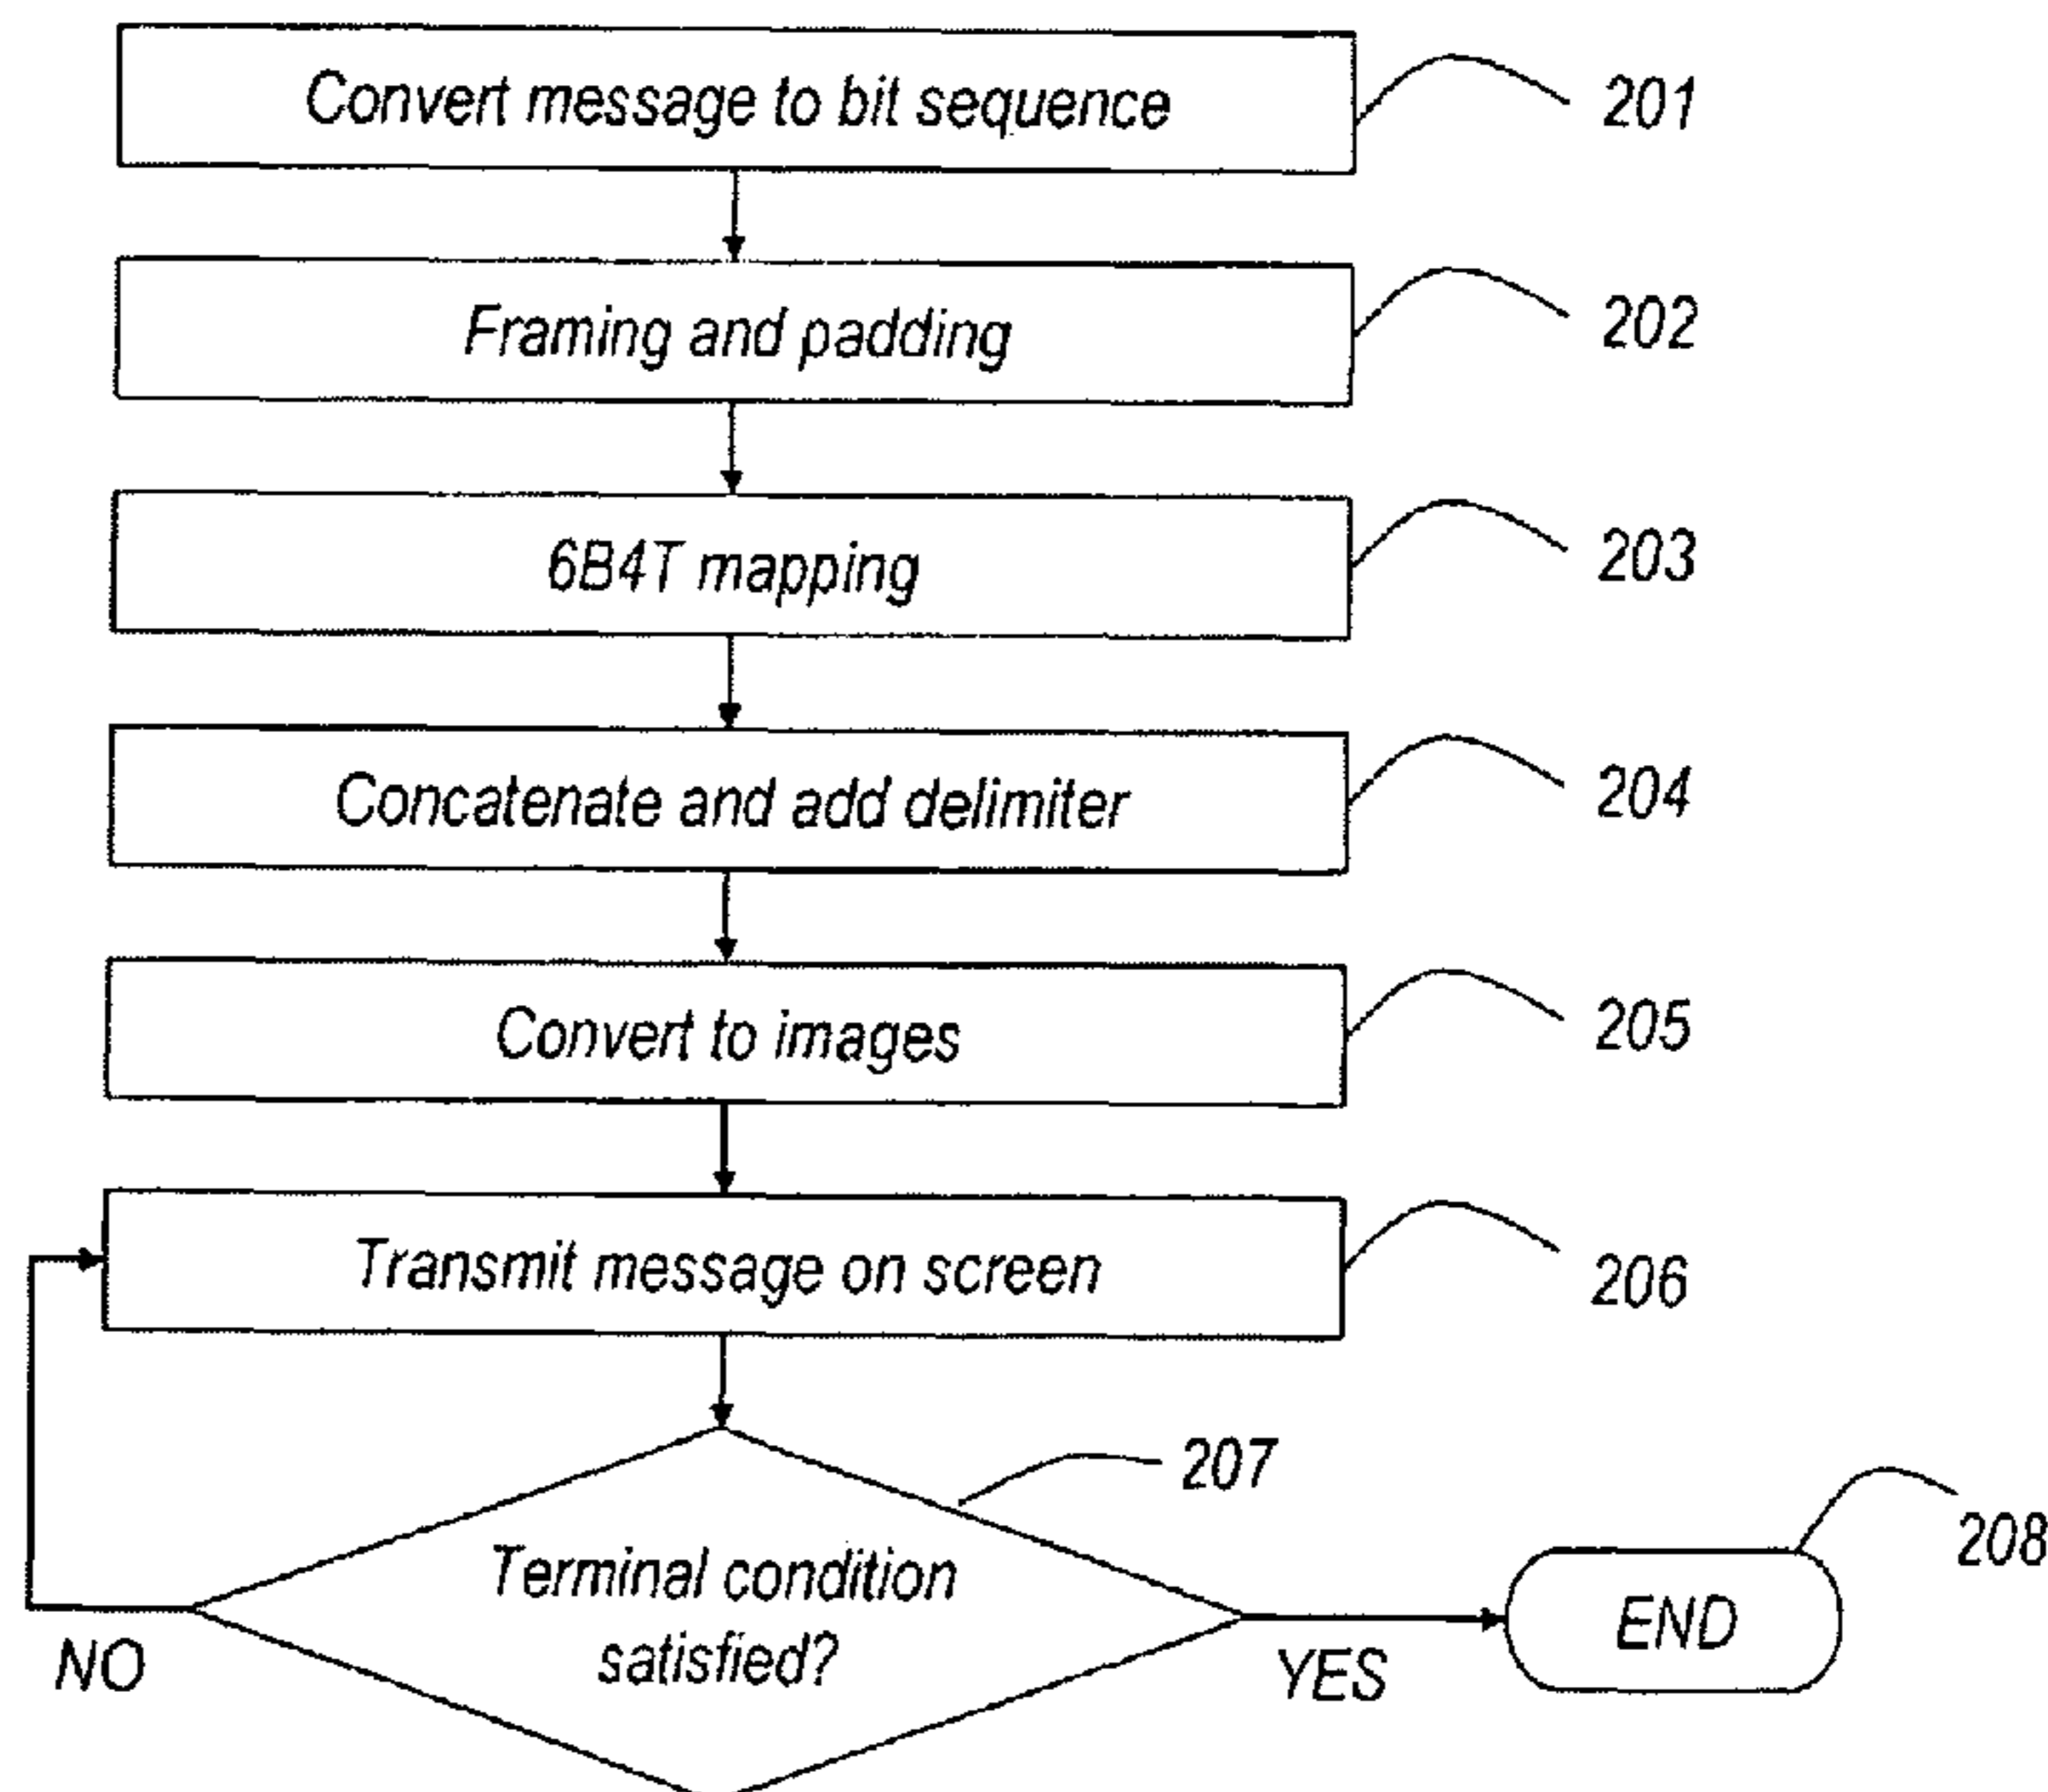 Convert message to bit sequence
201
Framing and padding
202
6B4T mapping
203
Concatenate and add delimiter
204
Convert to images
205
Transmit message on screen
206
207
Terminal condition
satisfied?
208
END
NO
YES